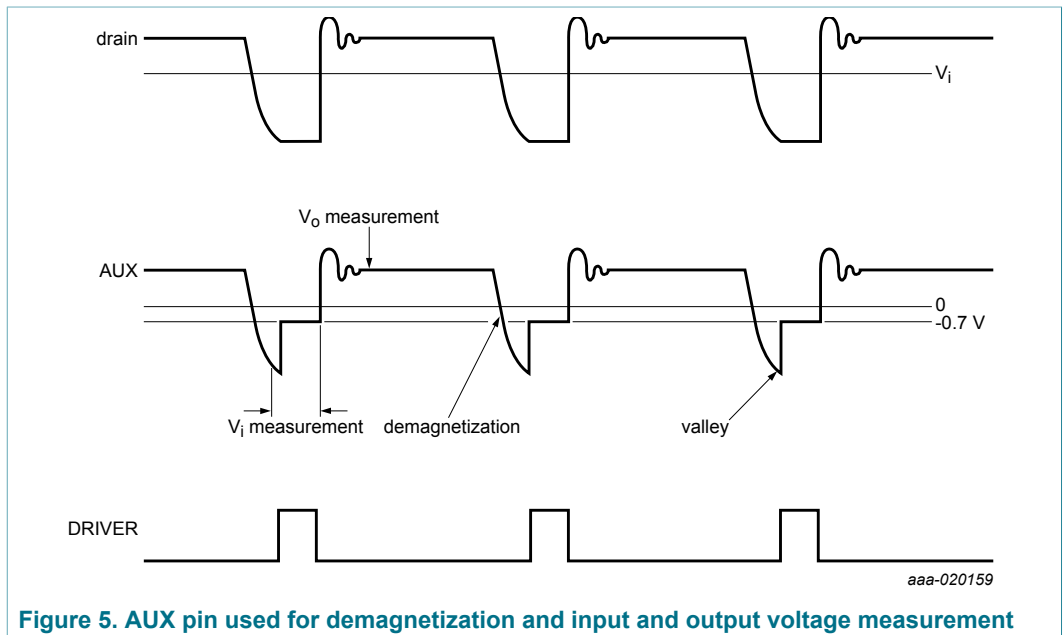 drain
Vi
Vo measurement
AUX
0
-0.7 V
Vi measurement
demagnetization
valley
DRIVER
aaa-020159
Figure 5. AUX pin used for demagnetization and input and output voltage measurement